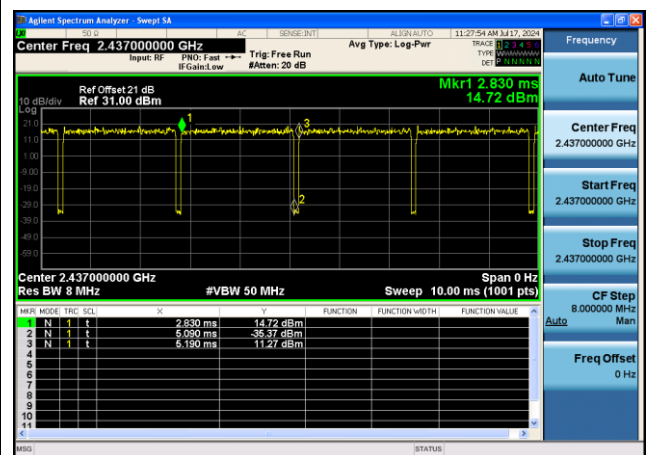 Agilent Spectrum Analyzer - Swept SA
50 Ω AC SENSE:INT ALIGN AUTO 11:27:54 AM Jul 17, 2024
Center Freq 2.437000000 GHz
Input: RF PNO: Fast Trig: Free Run
IFGain:Low #Atten: 20 dB
Avg Type: Log-Pwr
TRACE 1 2 3 4 5 6
TYPE WWWWWW
DET P N N N N N
Ref Offset 21 dB
10 dB/div Ref 31.00 dBm
Log
Mkr1 2.830 ms
14.72 dBm
21.0
11.0
1.00
-9.00
-19.0
-29.0
-39.0
-49.0
-59.0
1
3
2
Center 2.437000000 GHz Span 0 Hz
Res BW 8 MHz #VBW 50 MHz Sweep 10.00 ms (1001 pts)
MKR MODE TRC SCL X Y FUNCTION FUNCTION WIDTH FUNCTION VALUE
1 N 1 t 2.830 ms 14.72 dBm
2 N 1 t 5.090 ms -35.37 dBm
3 N 1 t 5.190 ms 11.27 dBm
4
5
6
7
8
9
10
11
MSG STATUS
Frequency
Auto Tune
Center Freq
2.437000000 GHz
Start Freq
2.437000000 GHz
Stop Freq
2.437000000 GHz
CF Step
8.000000 MHz
Auto Man
Freq Offset
0 Hz